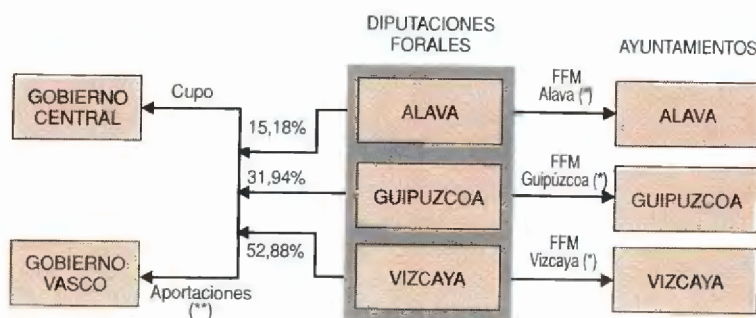 DIPUTACIONES
FORALES
AYUNTAMIENTOS
GOBIERNO
CENTRAL
Cupo
15,18%
ALAVA
FFM
Alava (*)
ALAVA
31,94%
GUIPUZCOA
FFM
Guipúzcoa (*)
GUIPUZCOA
GOBIERNO
VASCO
52,88%
Aportaciones
(**)
VIZCAYA
FFM
Vizcaya (*)
VIZCAYA